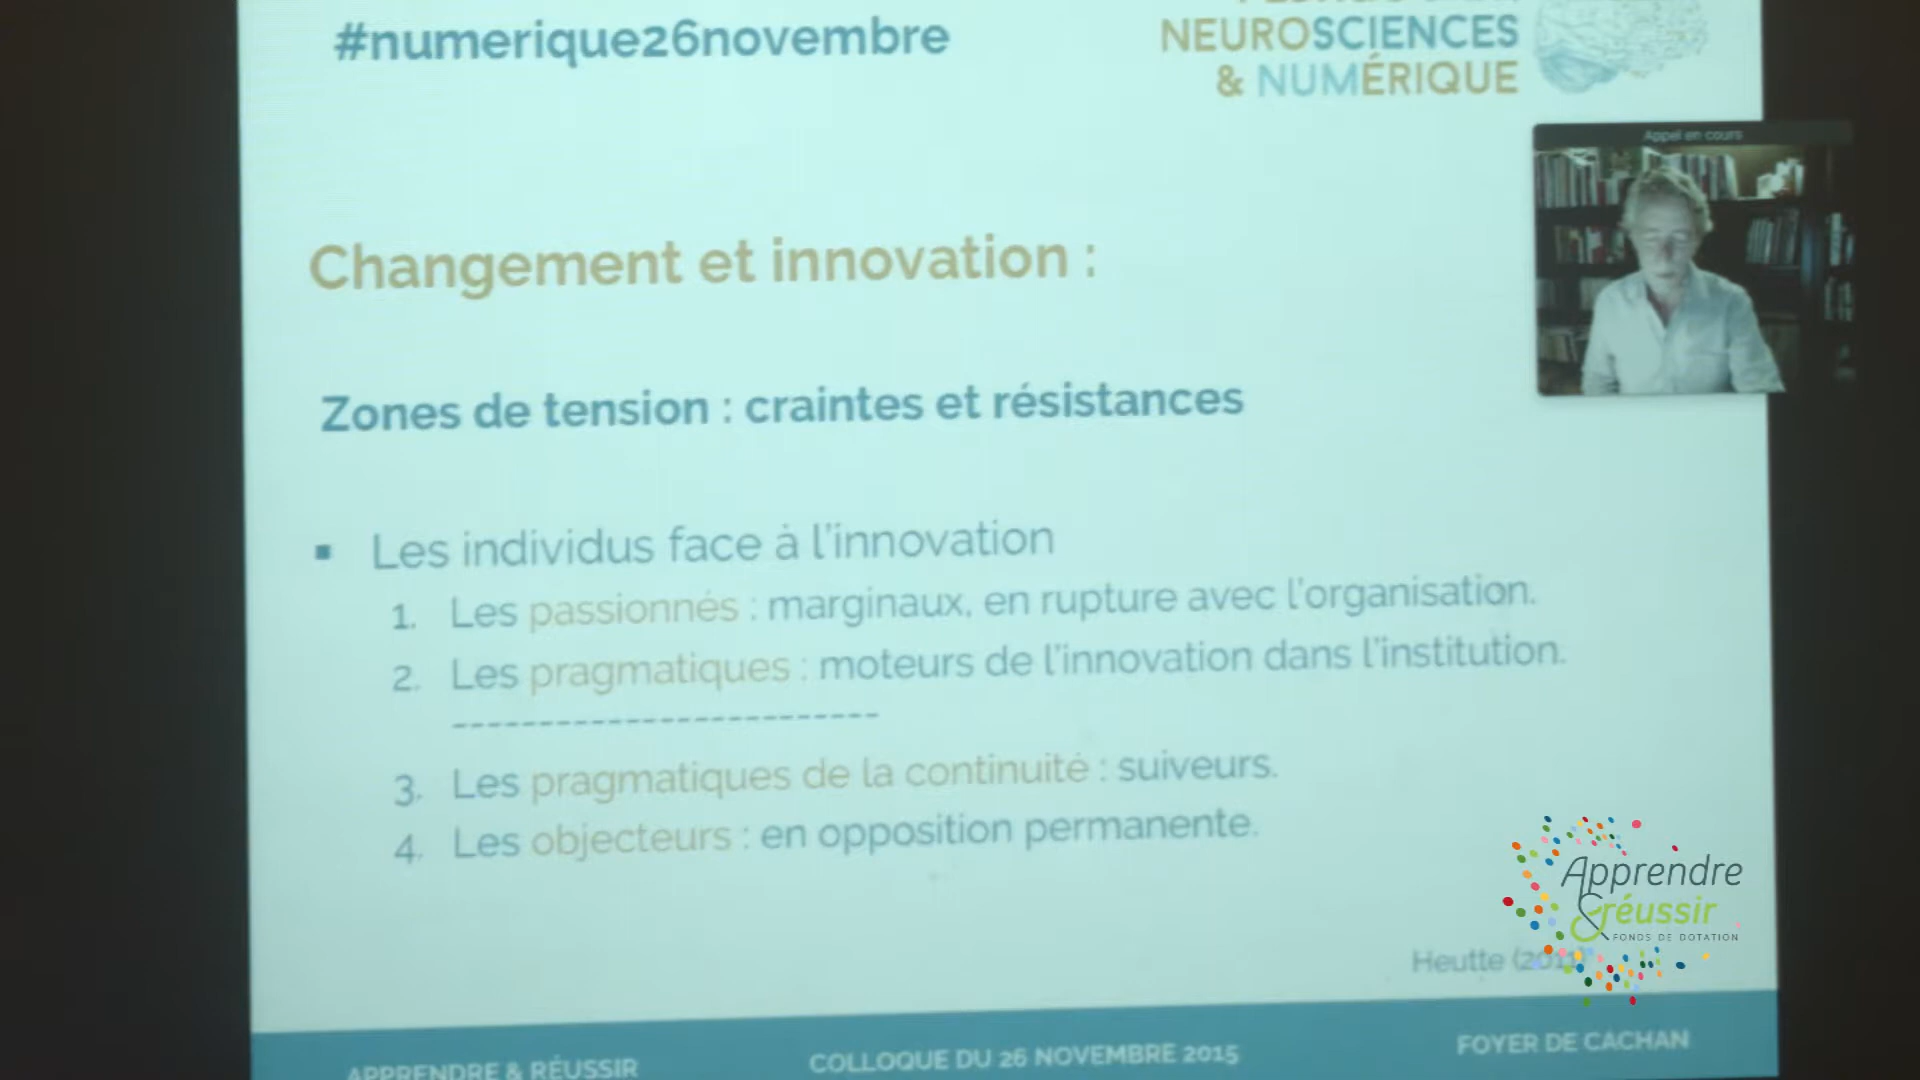 #numerique26novembre
NEUROSCIENCES
& NUMÉRIQUE
Appel en cours
Changement et innovation :
Zones de tension : craintes et résistances
▪ Les individus face à l'innovation
1. Les passionnés : marginaux, en rupture avec l'organisation.
2. Les pragmatiques : moteurs de l'innovation dans l'institution.
-------------------------
3. Les pragmatiques de la continuité : suiveurs.
4. Les objecteurs : en opposition permanente.
Apprendre
& réussir
FONDS DE DOTATION
Heutte (2011)
APPRENDRE & RÉUSSIR
COLLOQUE DU 26 NOVEMBRE 2015
FOYER DE CACHAN